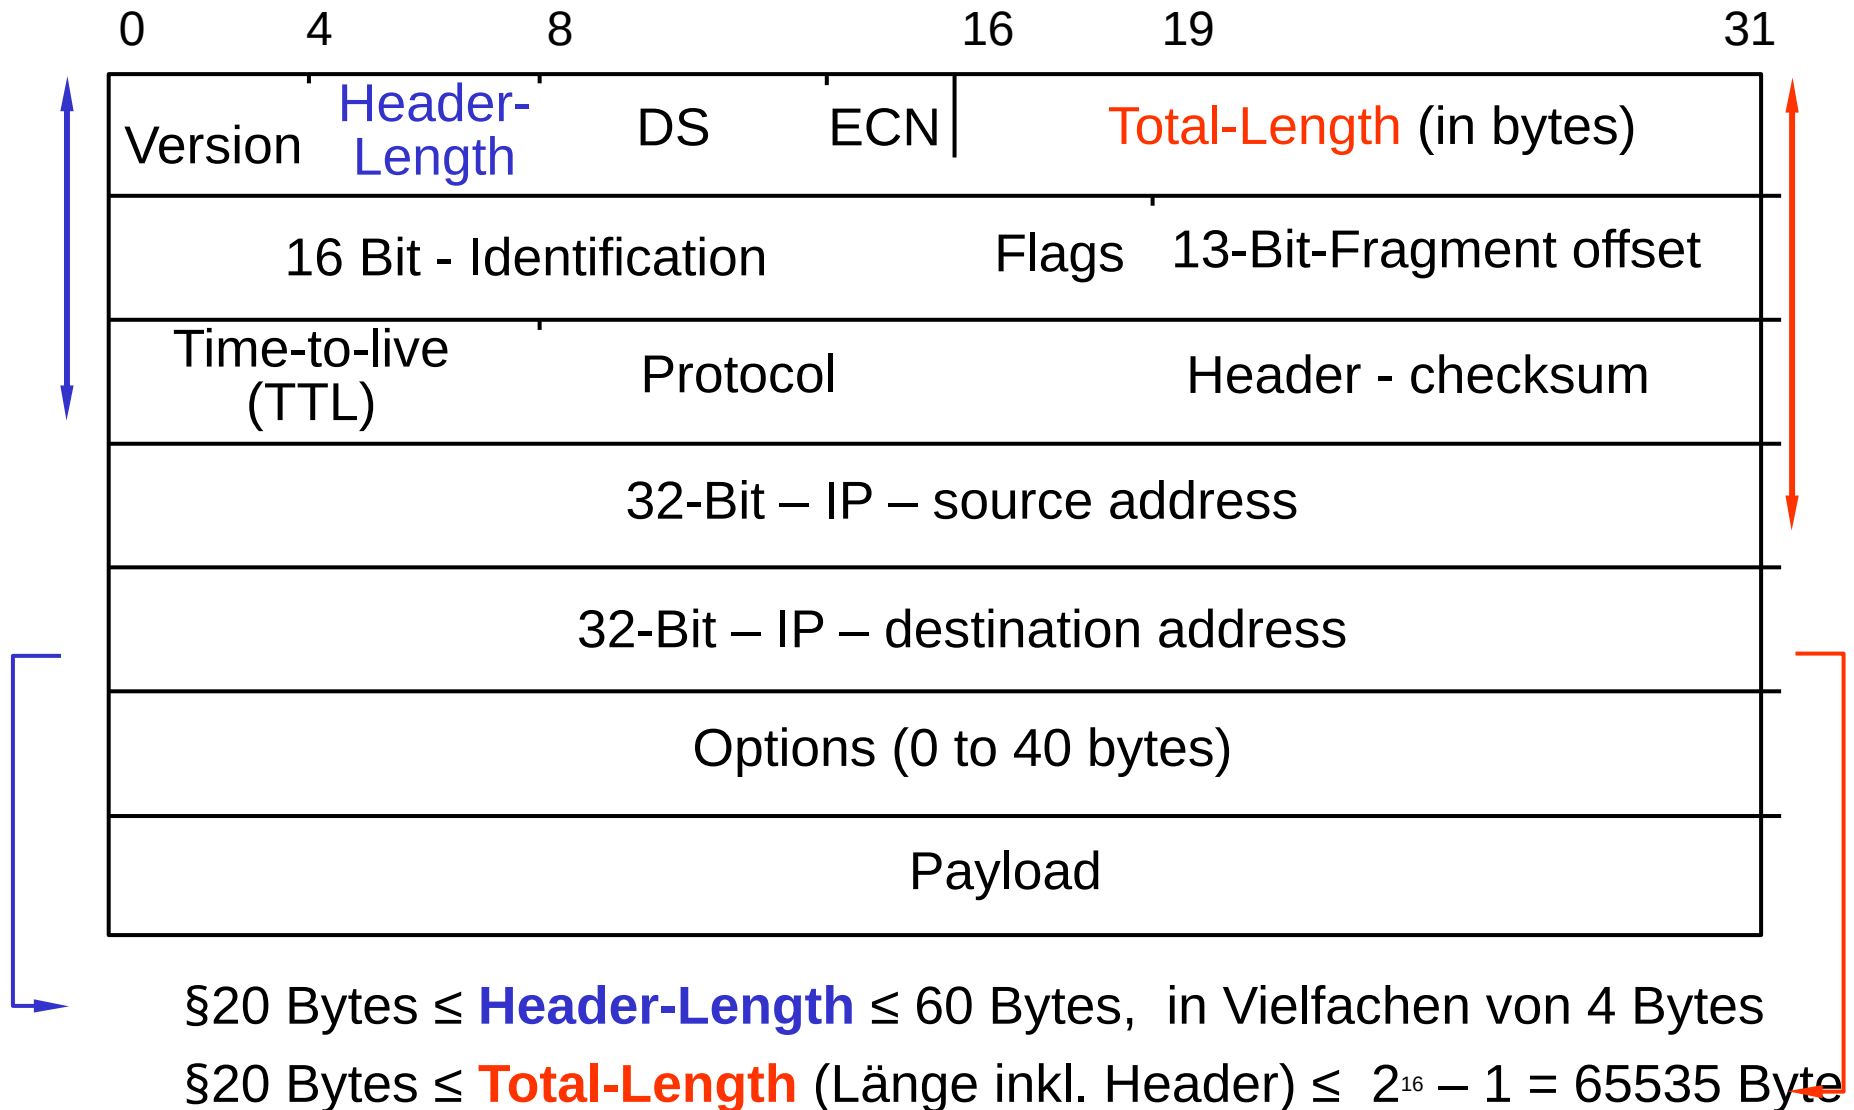 0 4 8 16 19 31
Version Header-Length DS ECN Total-Length (in bytes)
16 Bit - Identification Flags 13-Bit-Fragment offset
Time-to-live
(TTL)
Protocol
Header - checksum
32-Bit – IP – source address
32-Bit – IP – destination address
Options (0 to 40 bytes)
Payload
§20 Bytes ≤ Header-Length ≤ 60 Bytes, in Vielfachen von 4 Bytes
§20 Bytes ≤ Total-Length (Länge inkl. Header) ≤ 2¹⁶ – 1 = 65535 Byte